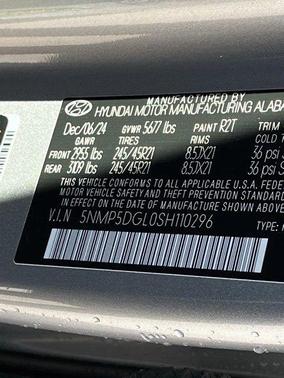 MANUFACTURED BY
HYUNDAI MOTOR MANUFACTURING ALABA
Dec/06/24 GVWR 5677 lbs PAINT R2T TRIM
GAWR TIRES RIMS COLD T
FRONT 2955 lbs 245/45R21 8.5JX21 36 psi
REAR 3109 lbs 245/45R21 8.5JX21 36 psi
THIS VEHICLE CONFORMS TO ALL APPLICABLE U.S.A. FEDERAL
MOTOR VEHICLE SAFETY AND THEFT PREVENTION STANDARDS
IN EFFECT ON THE DATE OF MANUFACTURE SHOWN ABOVE
V.I.N 5NMP5DGL0SH110296
TYPE: